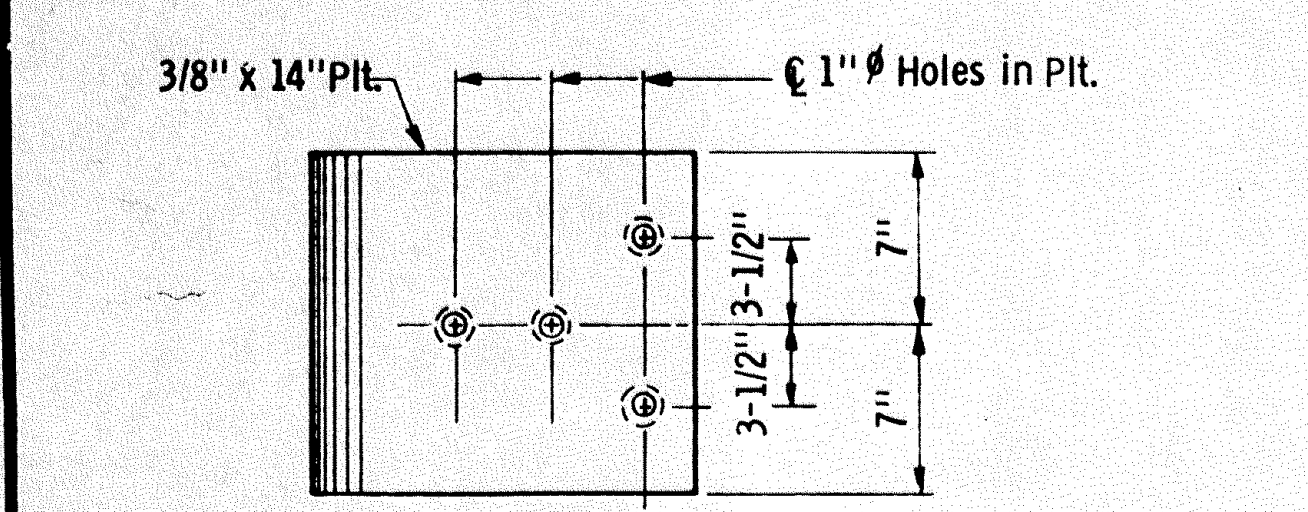 3/8" x 14" Plt.
℄ 1" ø Holes in Plt.
3-1/2"
7"
3-1/2"
7"